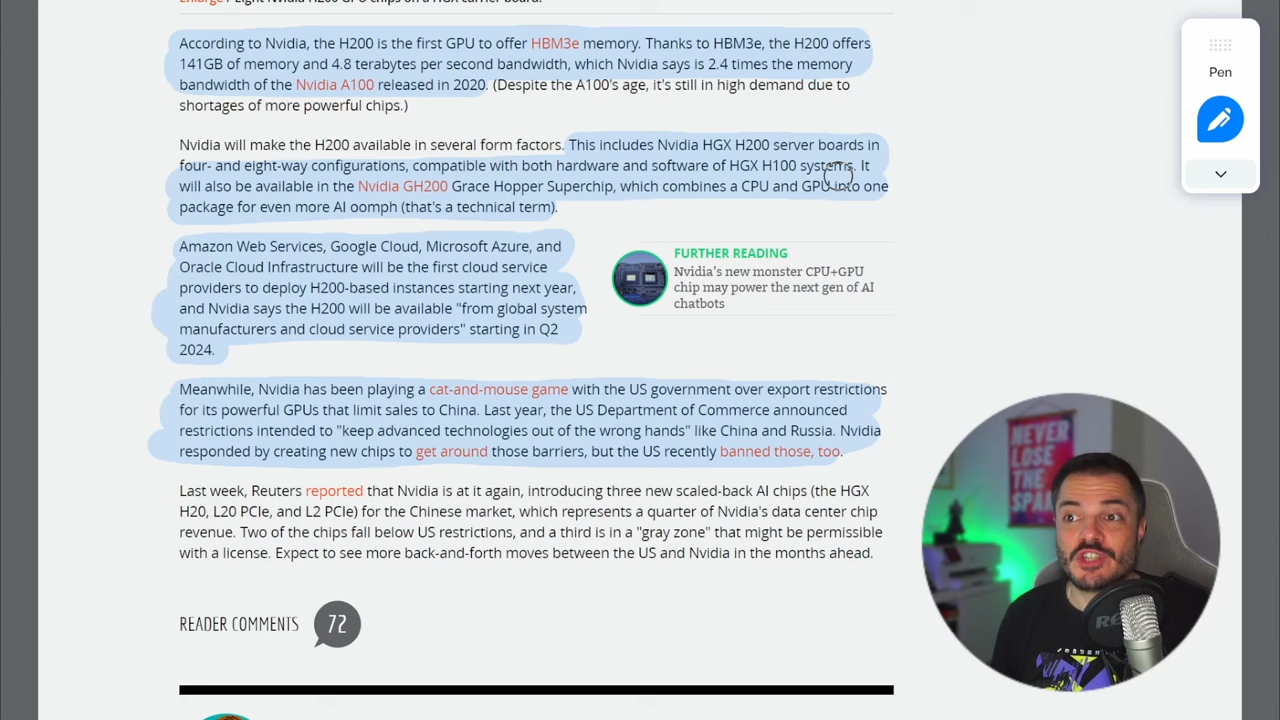 Enlarge / Eight Nvidia H200 GPU chips on a HGX carrier board.
According to Nvidia, the H200 is the first GPU to offer HBM3e memory. Thanks to HBM3e, the H200 offers
141GB of memory and 4.8 terabytes per second bandwidth, which Nvidia says is 2.4 times the memory
bandwidth of the Nvidia A100 released in 2020. (Despite the A100's age, it's still in high demand due to
shortages of more powerful chips.)
Nvidia will make the H200 available in several form factors. This includes Nvidia HGX H200 server boards in
four- and eight-way configurations, compatible with both hardware and software of HGX H100 systems. It
will also be available in the Nvidia GH200 Grace Hopper Superchip, which combines a CPU and GPU into one
package for even more AI oomph (that's a technical term).
Amazon Web Services, Google Cloud, Microsoft Azure, and
Oracle Cloud Infrastructure will be the first cloud service
providers to deploy H200-based instances starting next year,
and Nvidia says the H200 will be available "from global system
manufacturers and cloud service providers" starting in Q2
2024.
FURTHER READING
Nvidia's new monster CPU+GPU
chip may power the next gen of AI
chatbots
Meanwhile, Nvidia has been playing a cat-and-mouse game with the US government over export restrictions
for its powerful GPUs that limit sales to China. Last year, the US Department of Commerce announced
restrictions intended to "keep advanced technologies out of the wrong hands" like China and Russia. Nvidia
responded by creating new chips to get around those barriers, but the US recently banned those, too.
Last week, Reuters reported that Nvidia is at it again, introducing three new scaled-back AI chips (the HGX
H20, L20 PCIe, and L2 PCIe) for the Chinese market, which represents a quarter of Nvidia's data center chip
revenue. Two of the chips fall below US restrictions, and a third is in a "gray zone" that might be permissible
with a license. Expect to see more back-and-forth moves between the US and Nvidia in the months ahead.
READER COMMENTS 72
Pen
NEVER
LOSE
THE